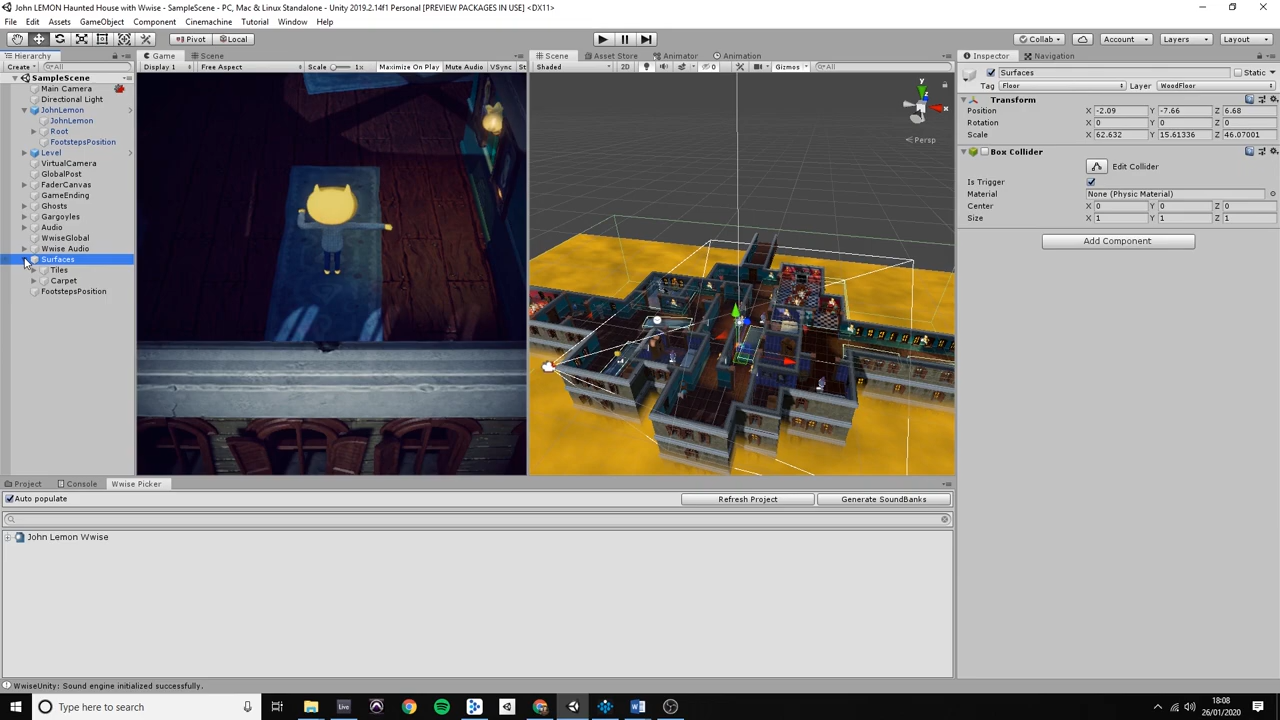 John LEMON Haunted House with Wwise - SampleScene - PC, Mac & Linux Standalone - Unity 2019.2.14f1 Personal [PREVIEW PACKAGES IN USE] <DX11>
File Edit Assets GameObject Component Cinemachine Tutorial Window Help
Pivot Local Collab Account Layers Layout
Hierarchy Game Scene Scene Asset Store Animator Animation Inspector Navigation
Create All Display 1 Free Aspect Scale 1x Maximize On Play Mute Audio VSync St Shaded 2D 0 Gizmos All Surfaces Static
SampleScene
Main Camera
Directional Light
JohnLemon
JohnLemon
Root
FootstepsPosition
Level
VirtualCamera
GlobalPost
FaderCanvas
GameEnding
Ghosts
Gargoyles
Audio
WwiseGlobal
Wwise Audio
Surfaces
Tiles
Carpet
FootstepsPosition
y
x
Persp
Tag Floor Layer WoodFloor
Transform
Position X -2.09 Y -7.66 Z 6.68
Rotation X 0 Y 0 Z 0
Scale X 62.632 Y 15.61336 Z 46.07001
Box Collider
Edit Collider
Is Trigger
Material None (Physic Material)
Center X 0 Y 0 Z 0
Size X 1 Y 1 Z 1
Add Component
Project Console Wwise Picker
Auto populate Refresh Project Generate SoundBanks
John Lemon Wwise
WwiseUnity: Sound engine initialized successfully.
Type here to search
Live
18:08
26/01/2020